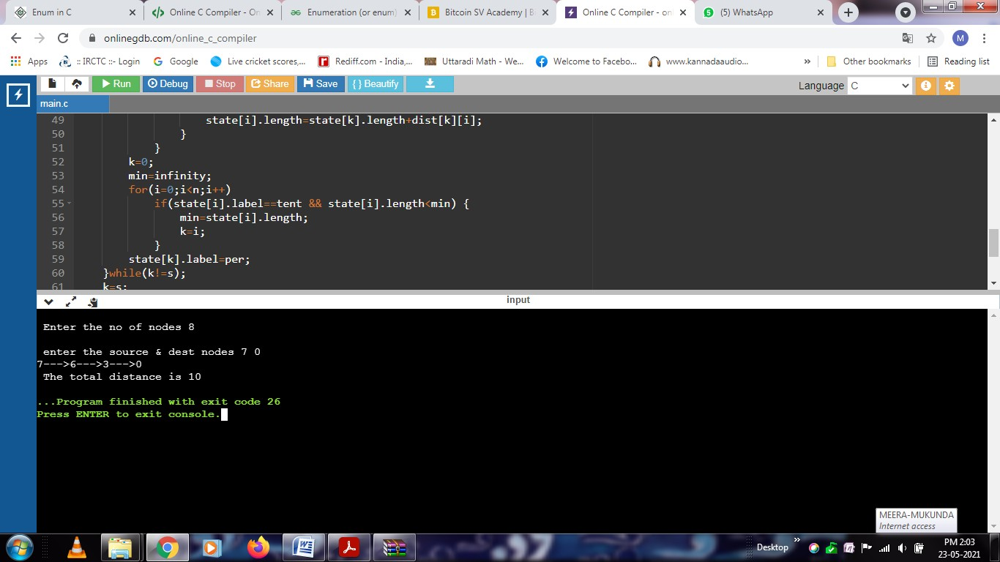 Enum in C
Online C Compiler - On
Enumeration (or enum)
Bitcoin SV Academy | B
Online C Compiler - onl
(5) WhatsApp
onlinegdb.com/online_c_compiler
M
Apps
:: IRCTC ::- Login
Google
Live cricket scores,...
Rediff.com - India,...
Uttaradi Math - We...
Welcome to Facebo...
www.kannadaaudio...
»
Other bookmarks
Reading list
Run
Debug
Stop
Share
Save
{ } Beautify
Language C
main.c
49 state[i].length=state[k].length+dist[k][i];
50 }
51 }
52 k=0;
53 min=infinity;
54 for(i=0;i<n;i++)
55 if(state[i].label==tent && state[i].length<min) {
56 min=state[i].length;
57 k=i;
58 }
59 state[k].label=per;
60 }while(k!=s);
61 k=s;
input
Enter the no of nodes 8
enter the source & dest nodes 7 0
7--->6--->3--->0
The total distance is 10
...Program finished with exit code 26
Press ENTER to exit console.
MEERA-MUKUNDA
Internet access
Desktop
»
PM 2:03
23-05-2021